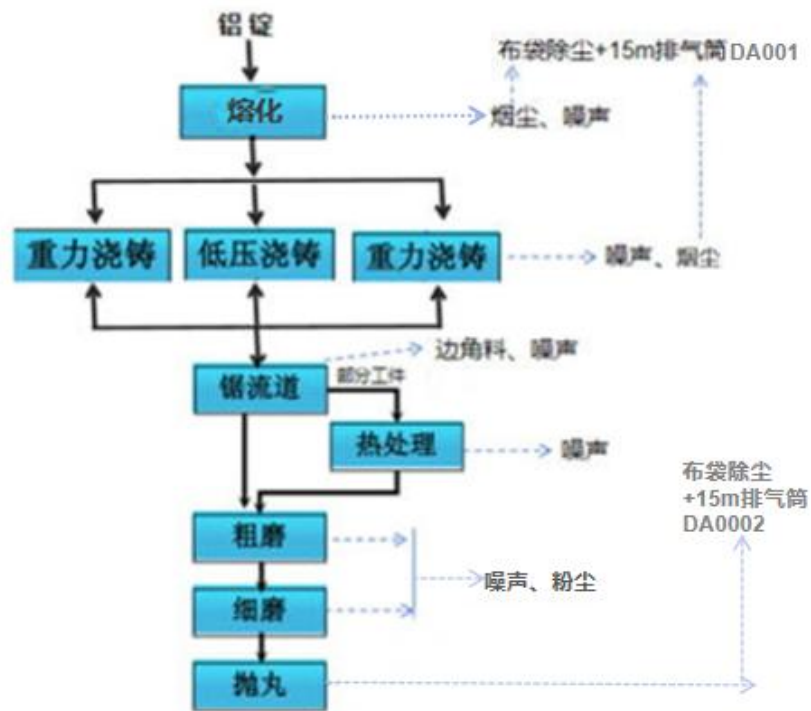 铝锭
布袋除尘+15m排气筒DA001
熔化
烟尘、噪声
重力浇铸
低压浇铸
重力浇铸
噪声、烟尘
边角料、噪声
锯流道
部分工件
热处理
噪声
布袋除尘
+15m排气筒
DA0002
粗磨
噪声、粉尘
细磨
抛丸